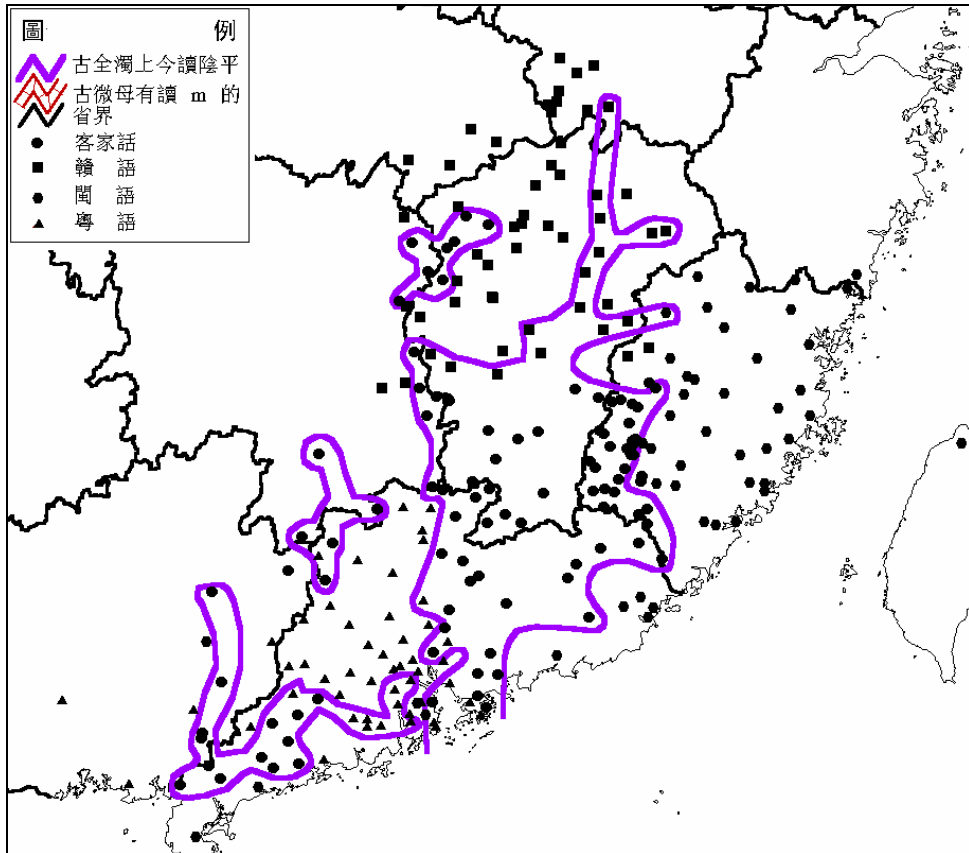 圖 例
古全濁上今讀陰平
古微母有讀 m 的
省界
客家話
贛 語
閩 語
粵 語